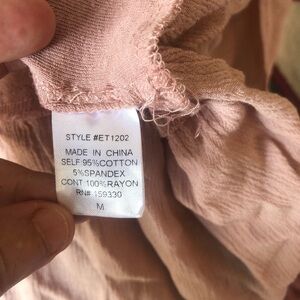 STYLE #ET1202
MADE IN CHINA
SELF:95%COTTON
5%SPANDEX
CONT:100%RAYON
RN# 159330
M